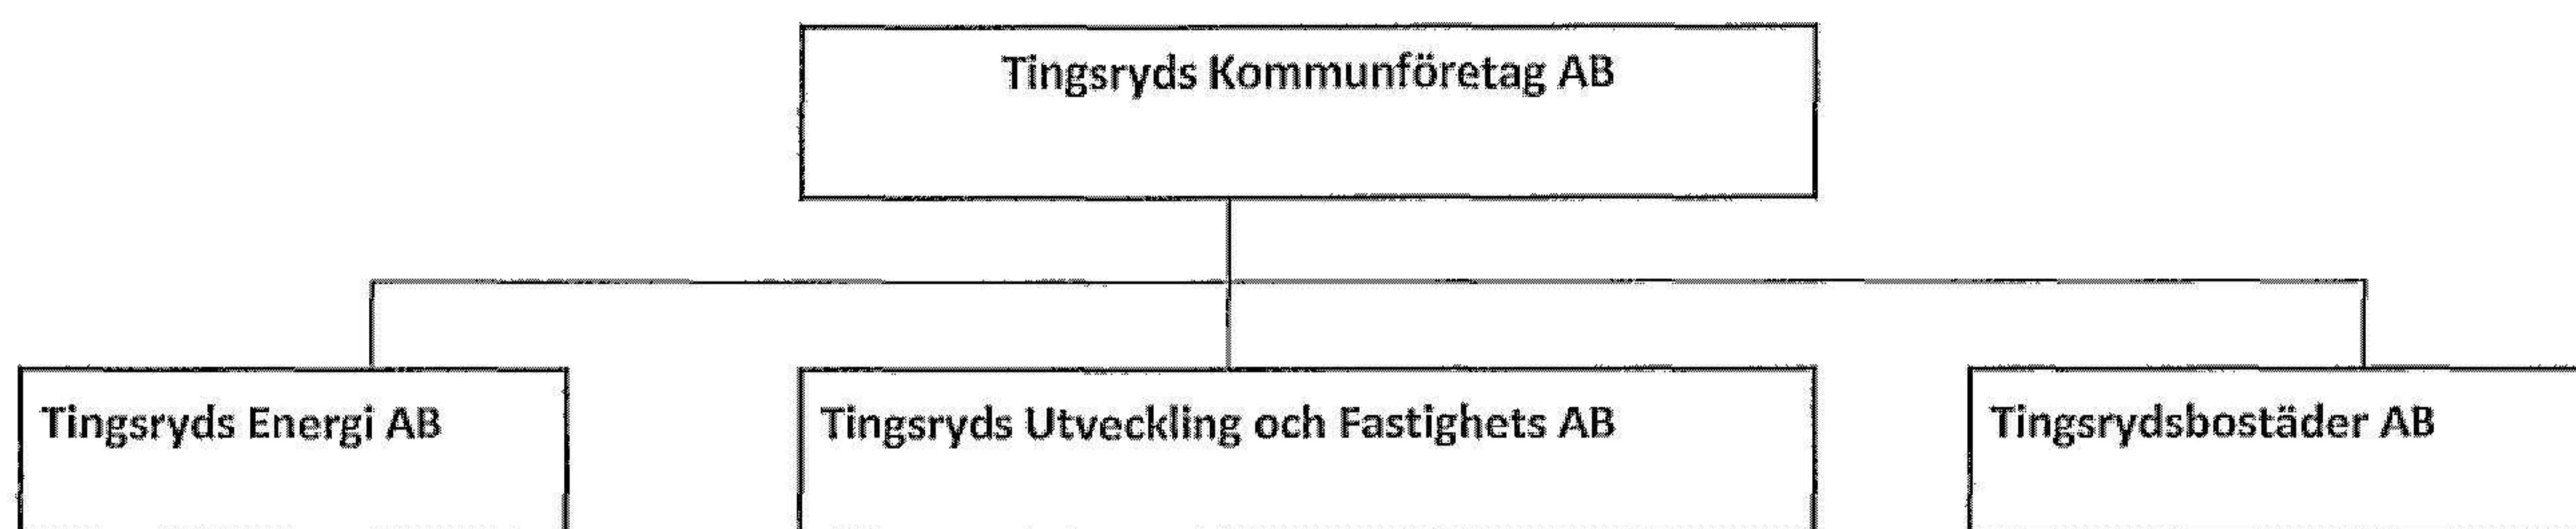 Tingsryds Kommunföretag AB
Tingsryds Energi AB
Tingsryds Utveckling och Fastighets AB
Tingsrydsbostäder AB